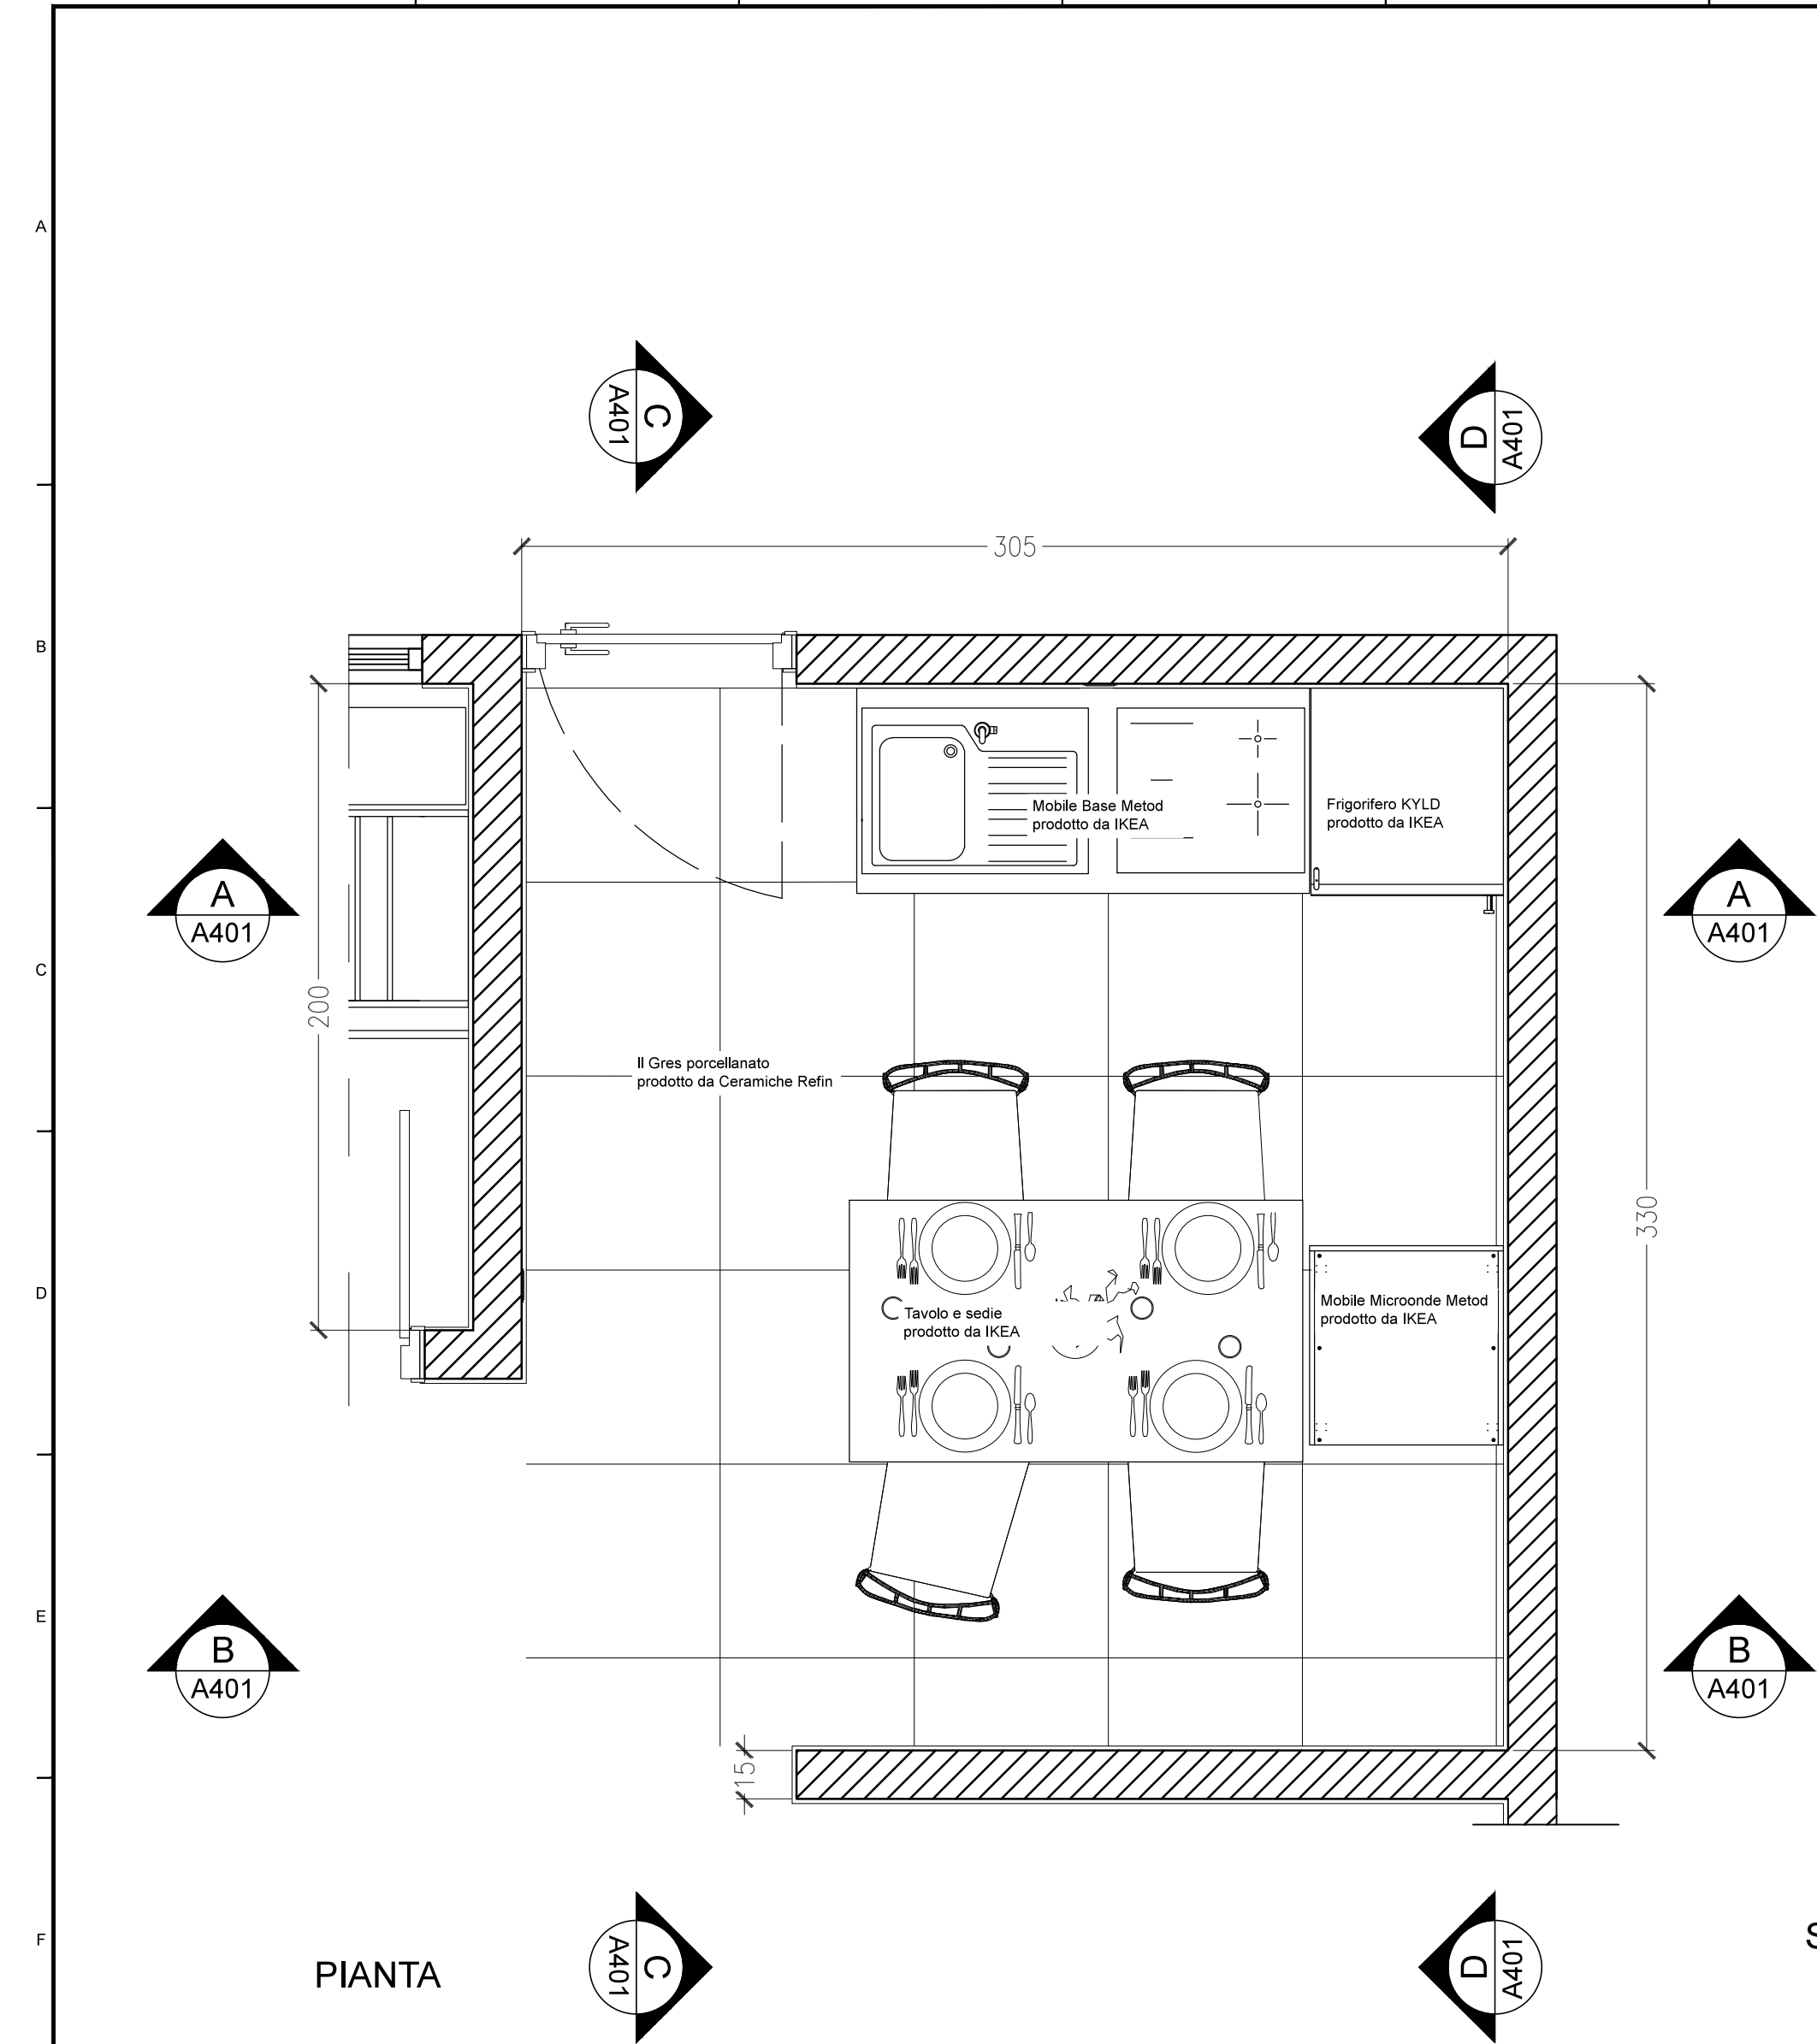 A
C
A401
D
A401
305
B
Mobile Base Metod
prodotto da IKEA
Frigorifero KYLD
prodotto da IKEA
A
A401
A
A401
C
200
Il Gres porcellanato
prodotto da Ceramiche Refin
330
D
Mobile Microonde Metod
prodotto da IKEA
Tavolo e sedie
prodotto da IKEA
E
B
A401
B
A401
15
F
PIANTA
C
A401
D
A401
S